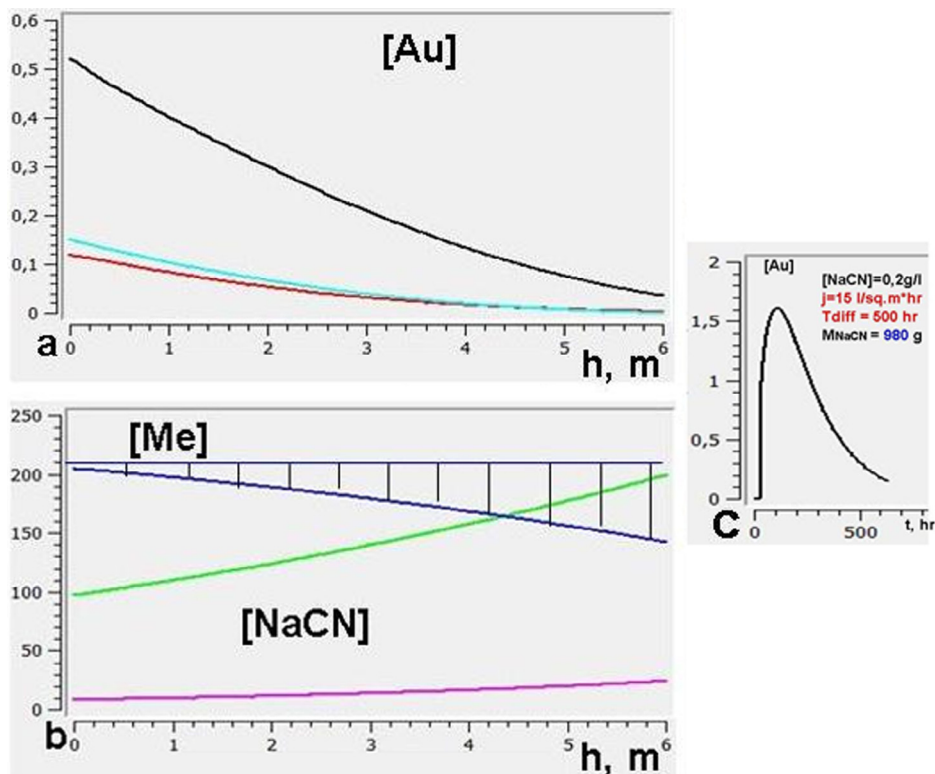 0,6
0,5
0,4
0,3
0,2
0,1
0
[Au]
a
0 1 2 3 4 5 6
h, m
250
200
150
100
50
0
[Me]
[NaCN]
b
0 1 2 3 4 5 6
h, m
2
1,5
1
0,5
0
[Au]
[NaCN]=0,2g/l
j=15 l/sq.m*hr
Tdiff = 500 hr
MNaCN = 980 g
C
0 500
t, hr